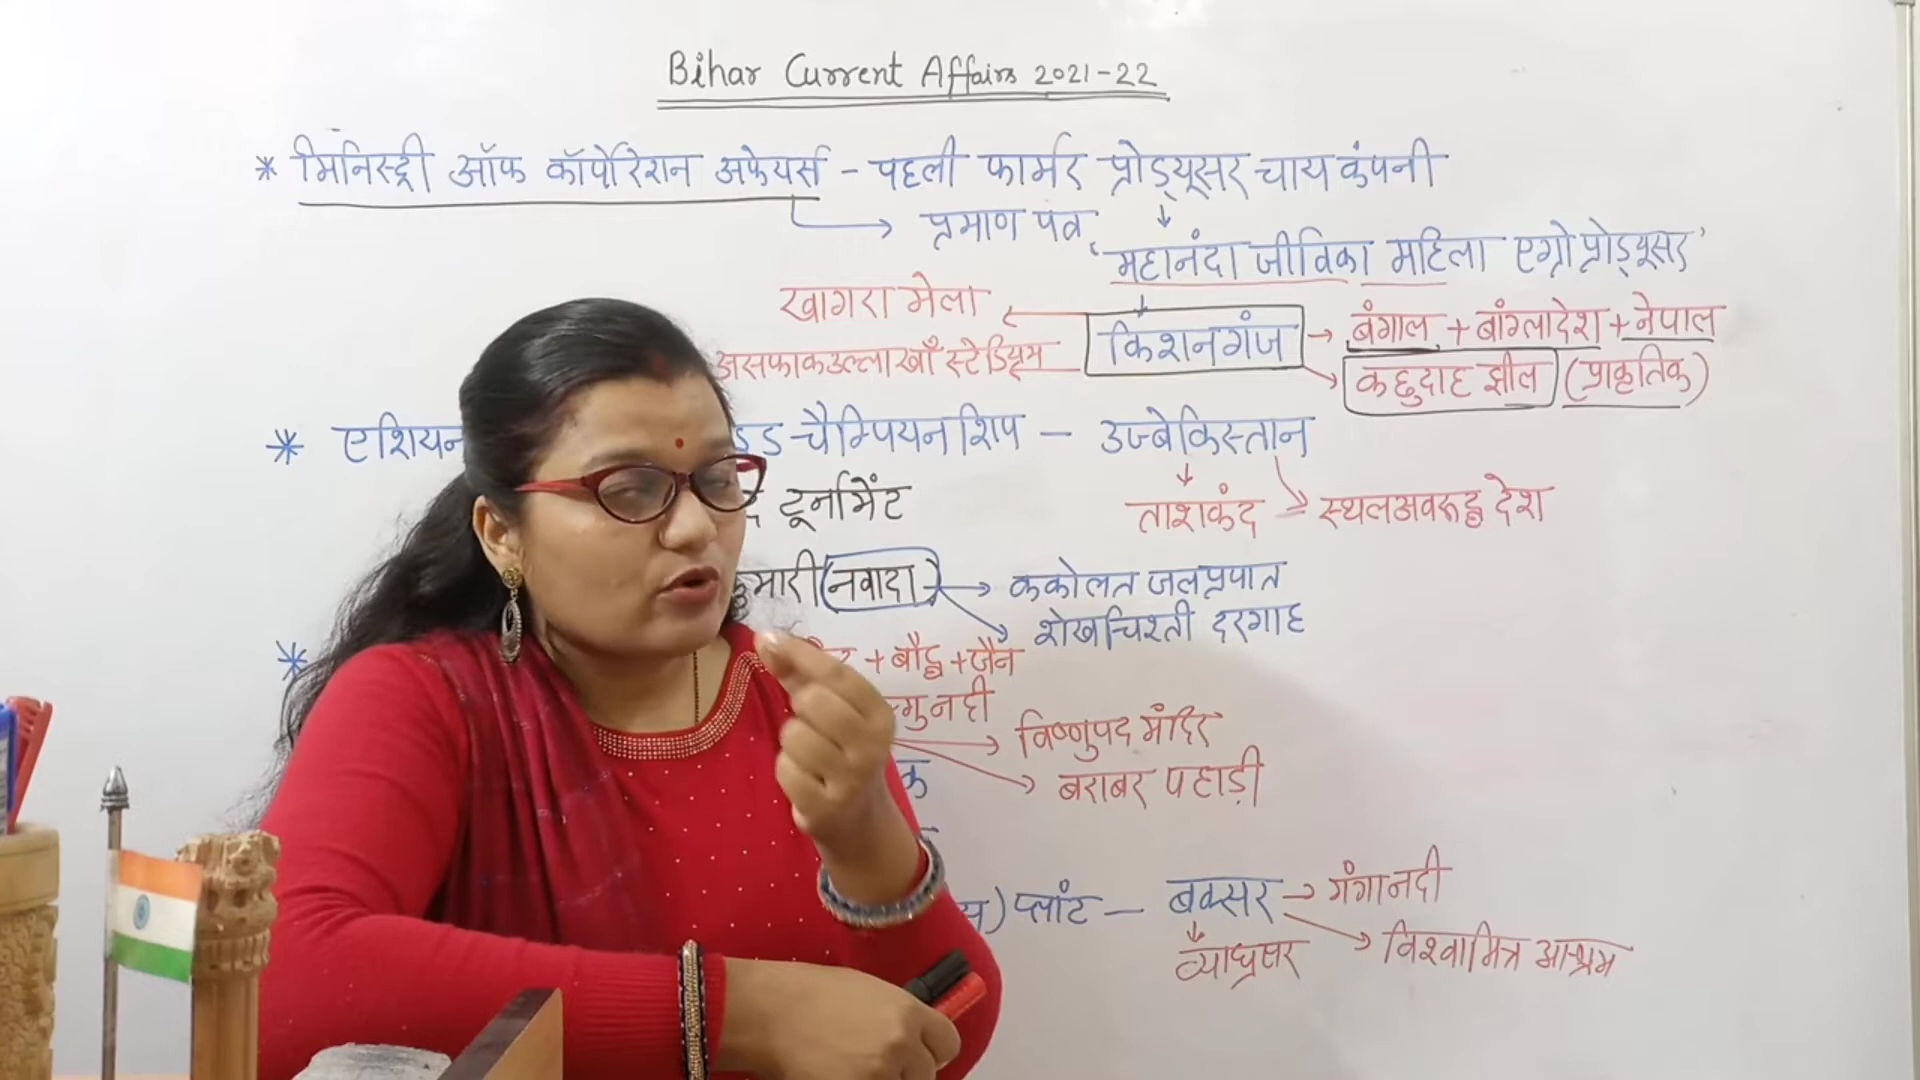 Bihar Current Affairs 2021-22
* मिनिस्ट्री ऑफ कॉर्पोरेशन अफेयर्स - पहली फार्मर प्रोड्यूसर चाय कंपनी
→ प्रमाण पत्र
'महानंदा जीविका महिला एग्रो प्रोड्यूसर'
खागरा मेला ← किशनगंज → बंगाल + बांग्लादेश + नेपाल
असफाकउल्लाखाँ स्टेडियम → कछुदाह झील (प्राकृतिक)
* एशियन चैम्पियनशिप - उज्बेकिस्तान
टूर्नामेंट ताशकंद → स्थलअवरुद्ध देश
(नवादा) → ककोलत जलप्रपात
→ शेखचिश्ती दरगाह
* + बौद्ध + जैन
→ विष्णुपद मंदिर
→ बराबर पहाड़ी
प्लांट - बक्सर → गंगा नदी
व्याघ्रसर → विश्वामित्र आश्रम